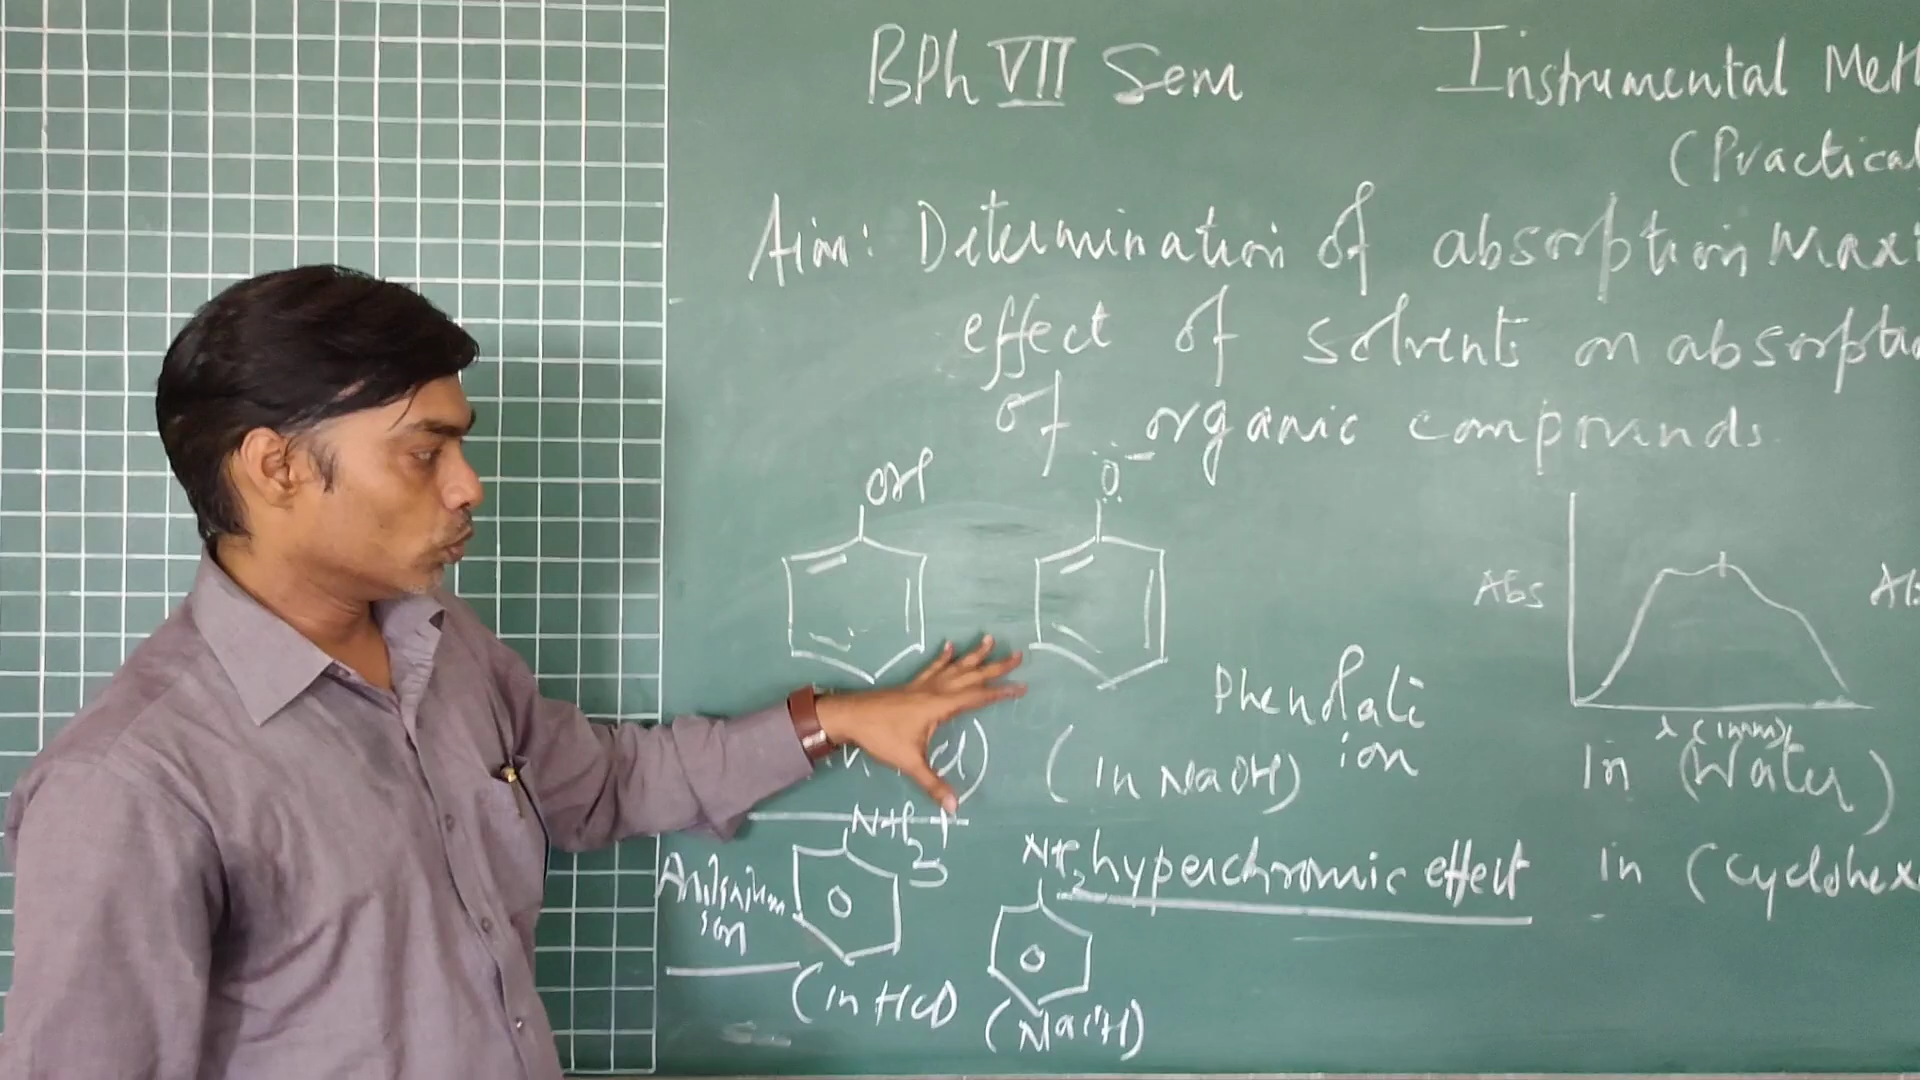 BPh VII Sem
Instrumental Meth
(Practical
Aim: Determination of absorption maxi
effect of solvents on absorptio
of organic compounds.
OH
Ö
Abs
Ab
Phenolate
ion
λ (in nm)
(In NaOH)
In (Water)
NH3+
NH2
hyperchromic effect
In (Cyclohex
ion
(in HCl)
(NaOH)